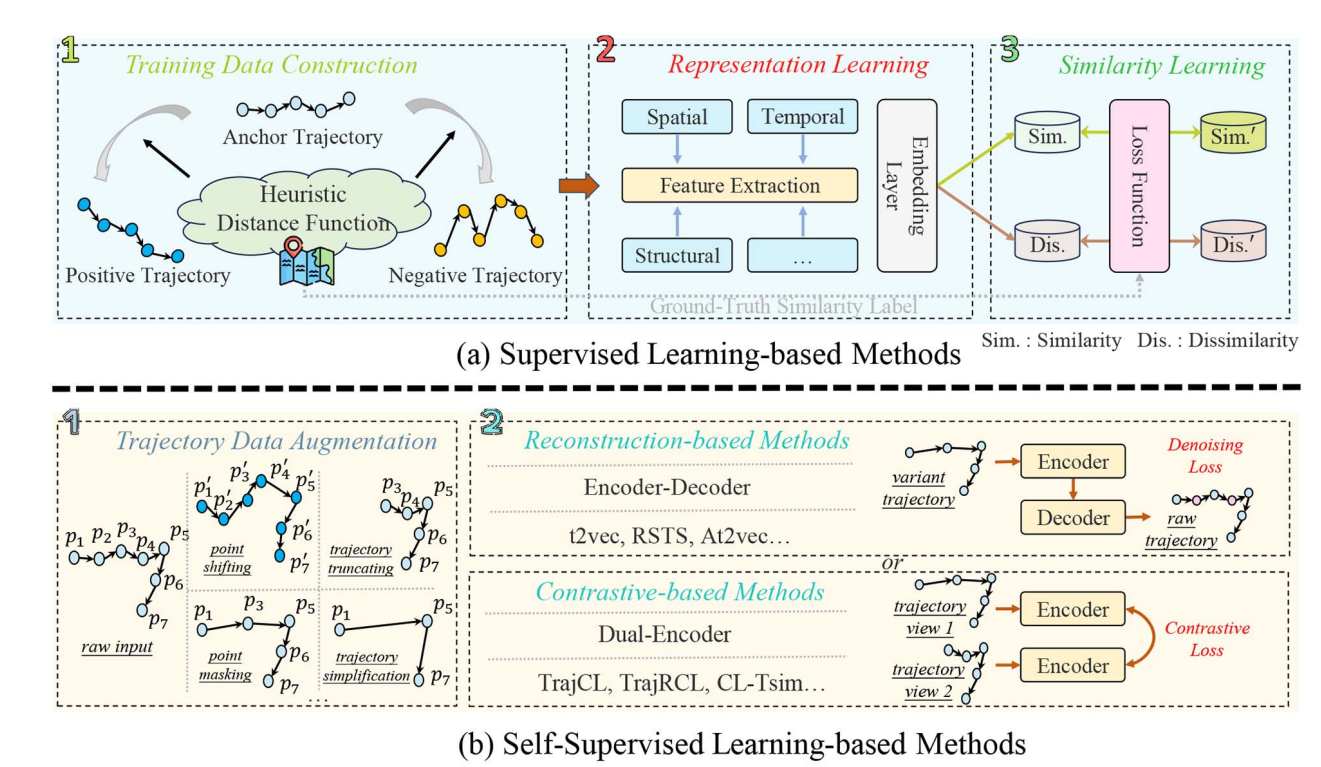 1
Training Data Construction
Anchor Trajectory
Heuristic
Distance Function
Positive Trajectory
Negative Trajectory
2
Representation Learning
Spatial
Temporal
Feature Extraction
Structural
…
Embedding
Layer
Ground-Truth Similarity Label
3
Similarity Learning
Sim.
Dis.
Loss Function
Sim.′
Dis.′
(a) Supervised Learning-based Methods
Sim. : Similarity Dis. : Dissimilarity
1
Trajectory Data Augmentation
p1 p2 p3 p4 p5
p6
p7
raw input
p′1 p′2 p′3 p′4 p′5
p′6
p′7
point
shifting
p3 p4 p5
p6
p7
trajectory
truncating
p1 p3 p5
p6
p7
point
masking
p1 p5
p7
trajectory
simplification
…
2
Reconstruction-based Methods
Encoder-Decoder
t2vec, RSTS, At2vec…
variant
trajectory
Encoder
Decoder
Denoising
Loss
raw
trajectory
or
Contrastive-based Methods
Dual-Encoder
TrajCL, TrajRCL, CL-Tsim…
trajectory
view 1
Encoder
trajectory
view 2
Encoder
Contrastive
Loss
(b) Self-Supervised Learning-based Methods